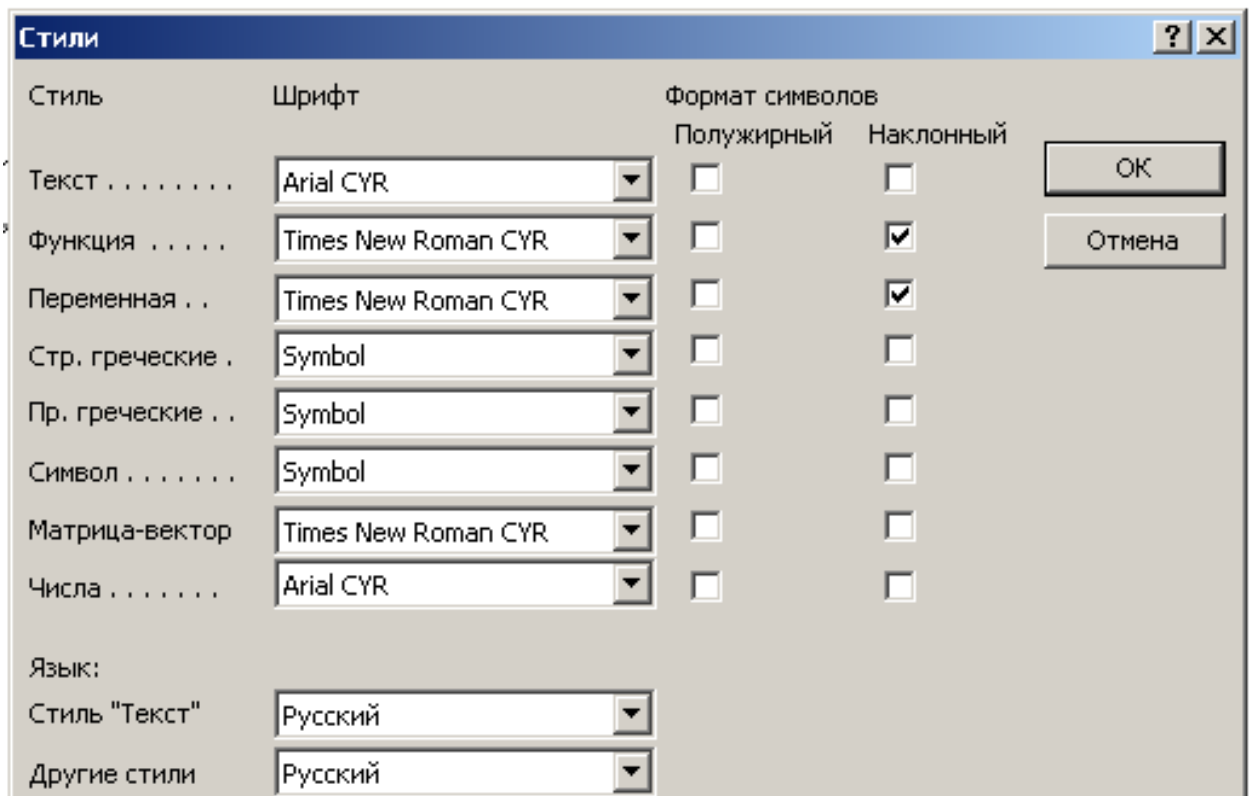 Стили
Стиль Шрифт Формат символов
Полужирный Наклонный
Текст . . . . . . . . Arial CYR ОК
Функция . . . . . Times New Roman CYR Отмена
Переменная . . Times New Roman CYR
Стр. греческие . Symbol
Пр. греческие . . Symbol
Символ . . . . . . . Symbol
Матрица-вектор Times New Roman CYR
Числа . . . . . . . Arial CYR
Язык:
Стиль "Текст" Русский
Другие стили Русский